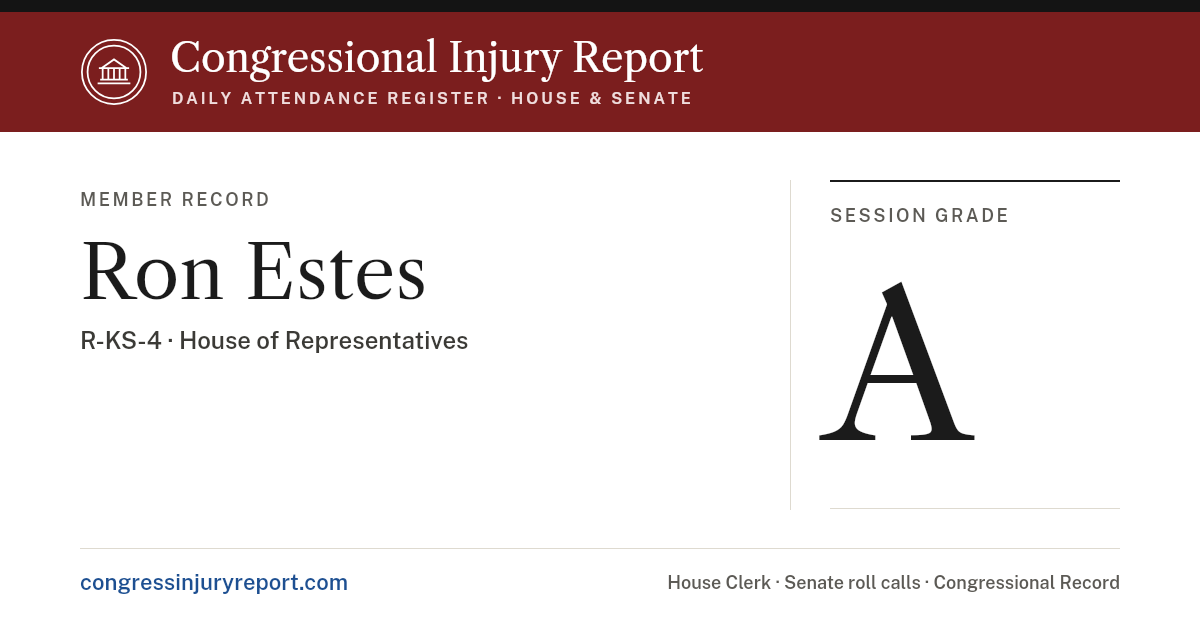 Congressional Injury Report
DAILY ATTENDANCE REGISTER · HOUSE & SENATE
MEMBER RECORD
Ron Estes
R-KS-4 · House of Representatives
SESSION GRADE
A
congressinjuryreport.com
House Clerk · Senate roll calls · Congressional Record